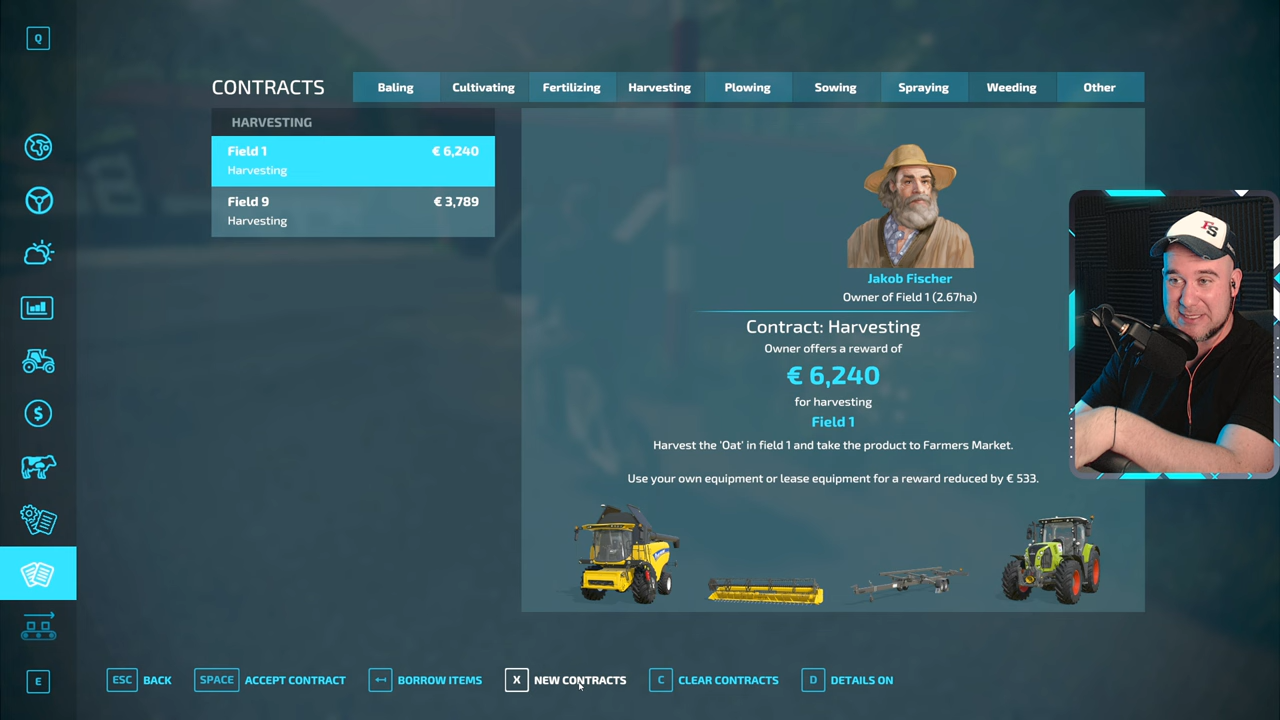 Q
CONTRACTS
Baling
Cultivating
Fertilizing
Harvesting
Plowing
Sowing
Spraying
Weeding
Other
HARVESTING
Field 1 € 6,240
Harvesting
Field 9 € 3,789
Harvesting
Jakob Fischer
Owner of Field 1 (2.67ha)
Contract: Harvesting
Owner offers a reward of
€ 6,240
for harvesting
Field 1
Harvest the 'Oat' in field 1 and take the product to Farmers Market.
Use your own equipment or lease equipment for a reward reduced by € 533.
FS
E
ESC BACK
SPACE ACCEPT CONTRACT
BORROW ITEMS
X NEW CONTRACTS
C CLEAR CONTRACTS
D DETAILS ON